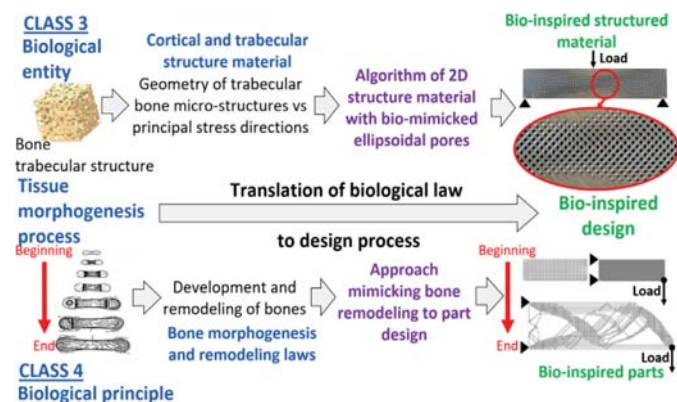 CLASS 3
Biological
entity
Bone
trabecular structure
Cortical and trabecular
structure material
Geometry of trabecular
bone micro-structures vs
principal stress directions
Algorithm of 2D
structure material
with bio-mimicked
ellipsoidal pores
Bio-inspired structured
material
Load
Tissue
morphogenesis
process
Translation of biological law
to design process
Bio-inspired
design
Beginning
End
Development and
remodeling of bones
Bone morphogenesis
and remodeling laws
Approach
mimicking bone
remodeling to part
design
Beginning
End
Load
Load
Bio-inspired parts
CLASS 4
Biological principle